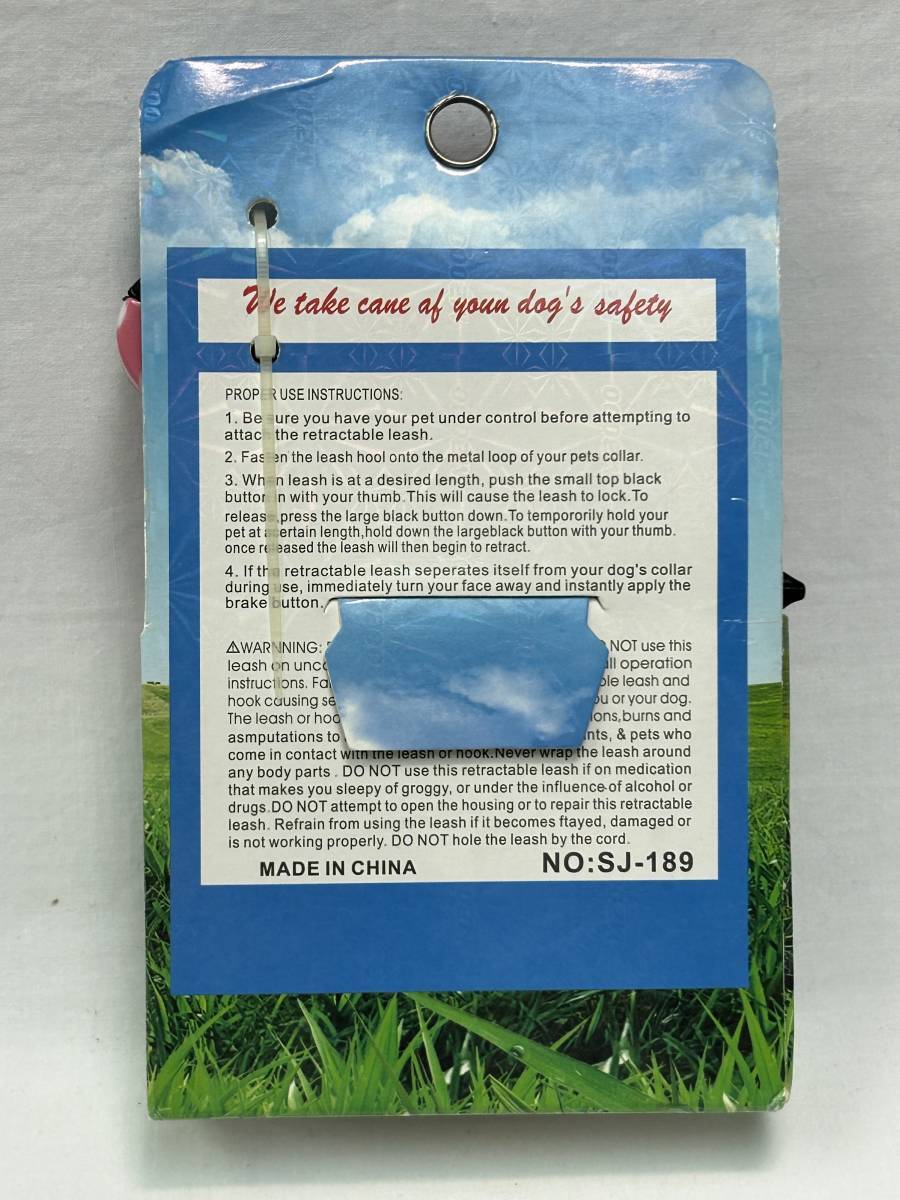 We take cane af youn dog's safety
PROPER USE INSTRUCTIONS:
1. Be sure you have your pet under control before attempting to
attach the retractable leash.
2. Fasten the leash hool onto the metal loop of your pets collar.
3. When leash is at a desired length, push the small top black
button in with your thumb.This will cause the leash to lock.To
release,press the large black button down.To tempororily hold your
pet at a certain length,hold down the largeblack button with your thumb.
once released the leash will then begin to retract.
4. If the retractable leash seperates itself from your dog's collar
during use, immediately turn your face away and instantly apply the
brake button.
⚠WARNNING: NOT use this
leash on operation
instructions. leash and
hook causing or your dog.
The leash or burns and
asmputations to & pets who
come in contact with the leash or hook.Never wrap the leash around
any body parts . DO NOT use this retractable leash if on medication
that makes you sleepy of groggy, or under the influence of alcohol or
drugs.DO NOT attempt to open the housing or to repair this retractable
leash. Refrain from using the leash if it becomes ftayed, damaged or
is not working properly. DO NOT hole the leash by the cord.
MADE IN CHINA NO:SJ-189